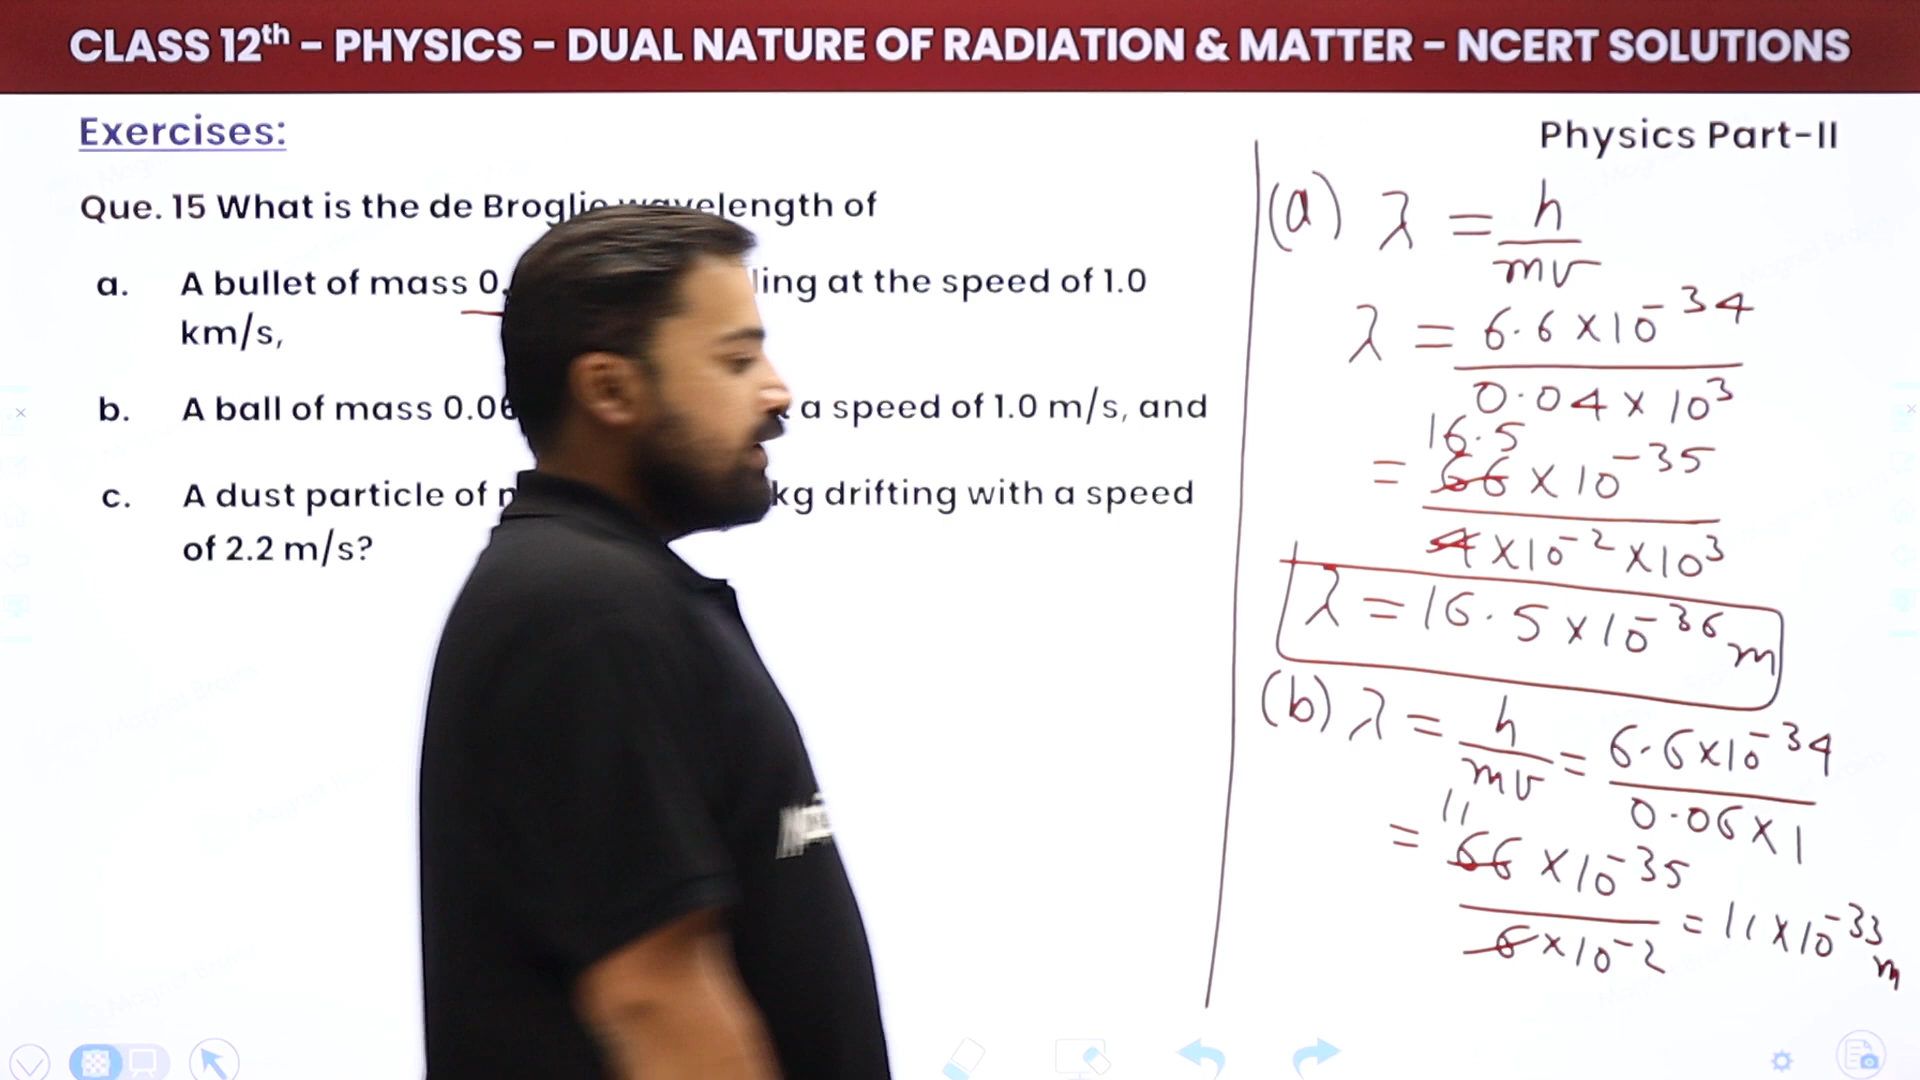 CLASS 12th – PHYSICS – DUAL NATURE OF RADIATION & MATTER – NCERT SOLUTIONS
Exercises:
Physics Part-II
Que. 15 What is the de Broglie wavelength of
a. A bullet of mass 0. ling at the speed of 1.0
km/s,
b. A ball of mass 0.06 a speed of 1.0 m/s, and
c. A dust particle of kg drifting with a speed
of 2.2 m/s?
(a) λ = h / mv
λ = 6.6 × 10⁻³⁴ / 0.04 × 10³
16.5
= 66 × 10⁻³⁵ / 4 × 10⁻² × 10³
λ = 16.5 × 10⁻³⁶ m
(b) λ = h / mv = 6.6 × 10⁻³⁴ / 0.06 × 1
11
= 66 × 10⁻³⁵ / 6 × 10⁻² = 11 × 10⁻³³ m